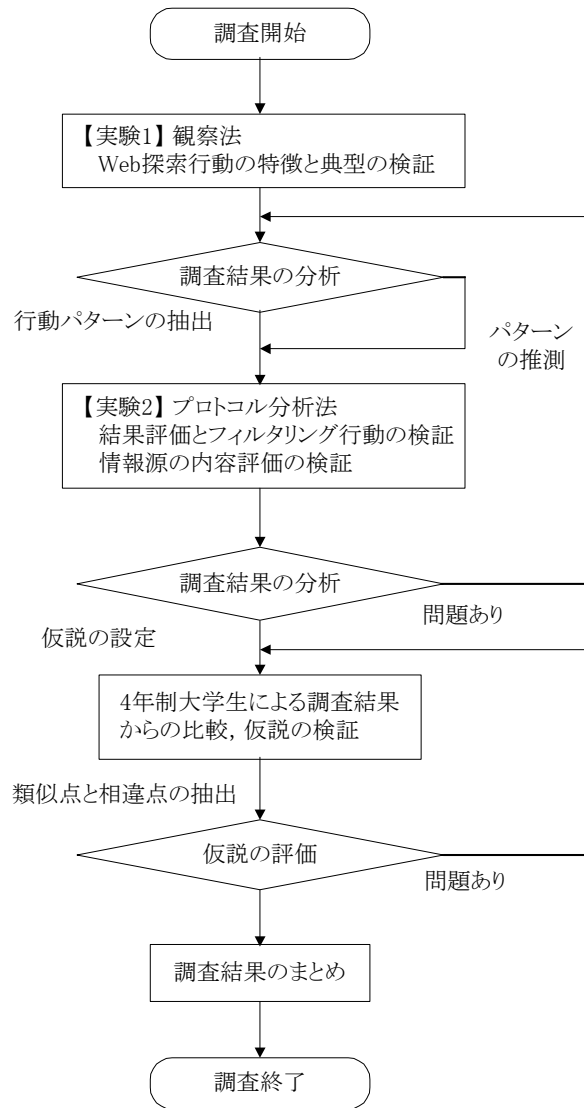 調査開始
【実験1】 観察法
Web探索行動の特徴と典型の検証
調査結果の分析
行動パターンの抽出
パターン
の推測
【実験2】 プロトコル分析法
結果評価とフィルタリング行動の検証
情報源の内容評価の検証
調査結果の分析
問題あり
仮説の設定
4年制大学生による調査結果
からの比較, 仮説の検証
類似点と相違点の抽出
仮説の評価
問題あり
調査結果のまとめ
調査終了